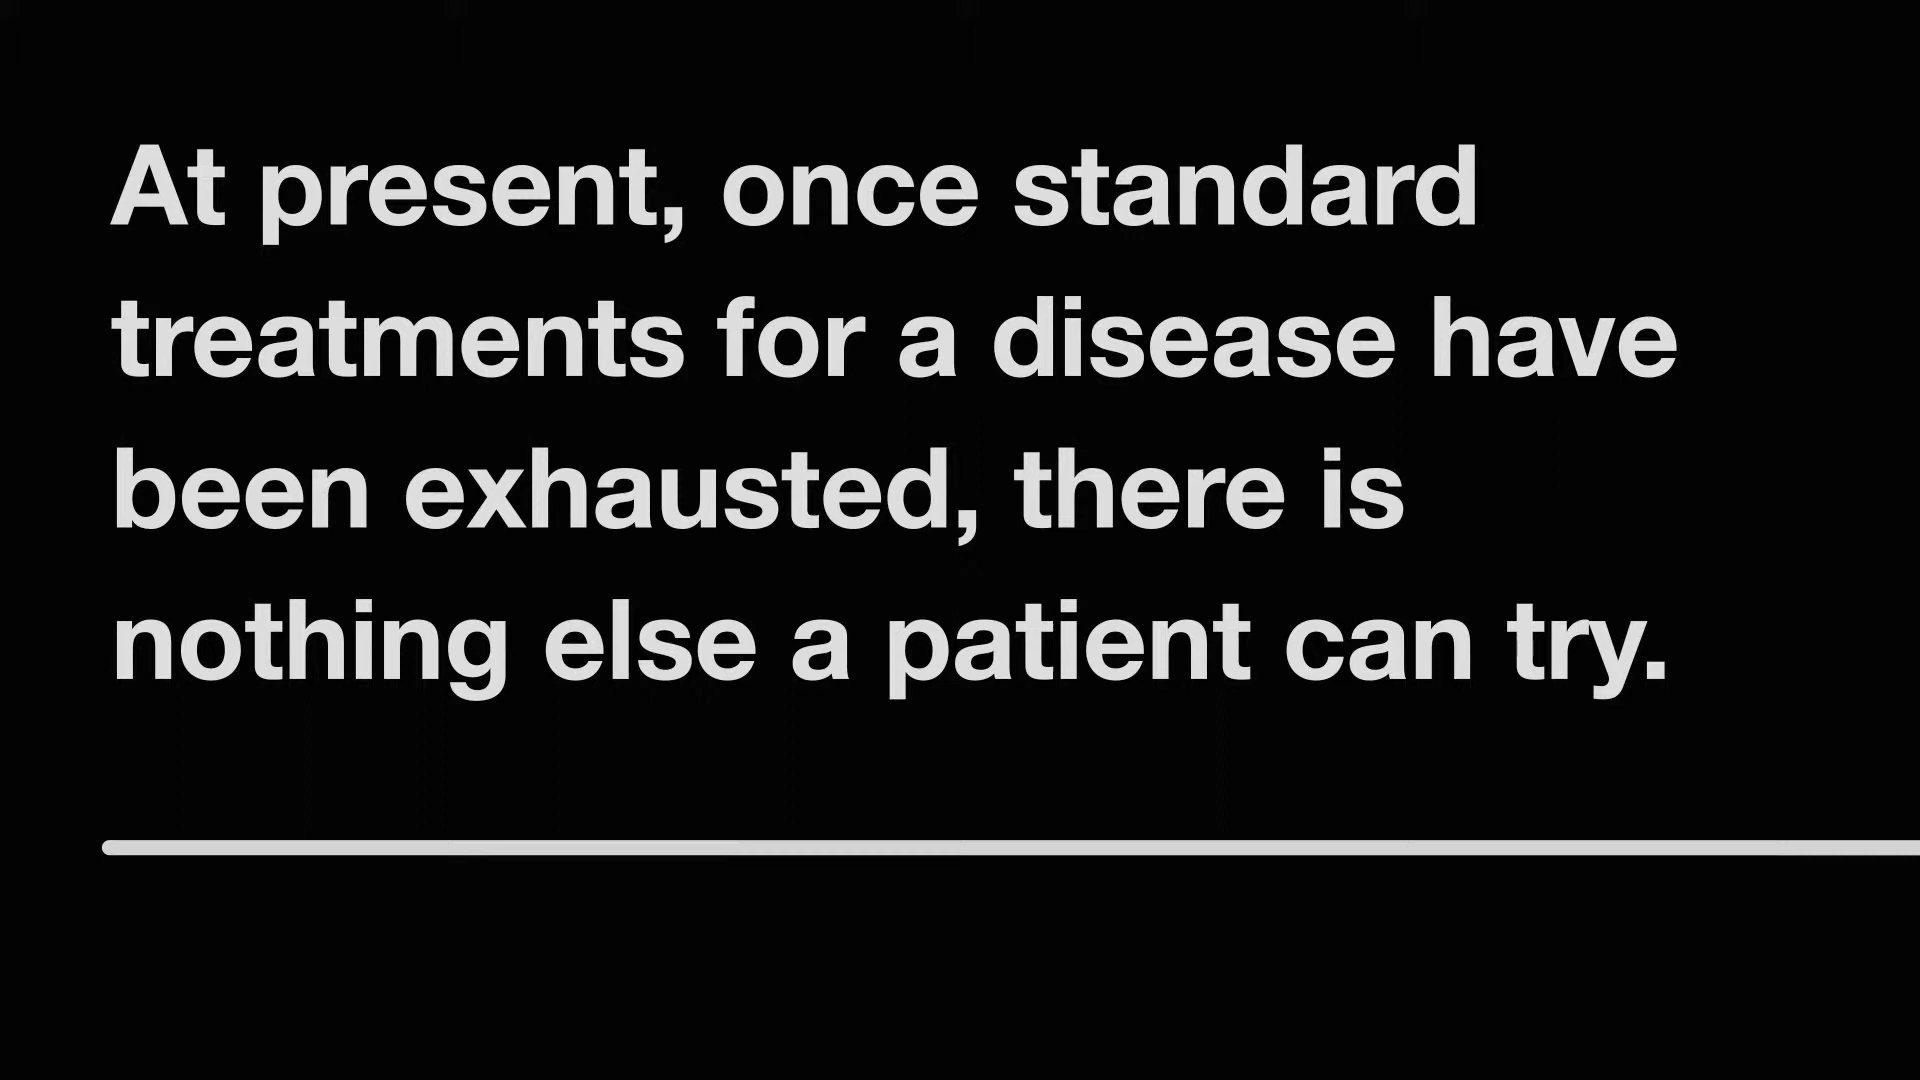 At present, once standard
treatments for a disease have
been exhausted, there is
nothing else a patient can try.